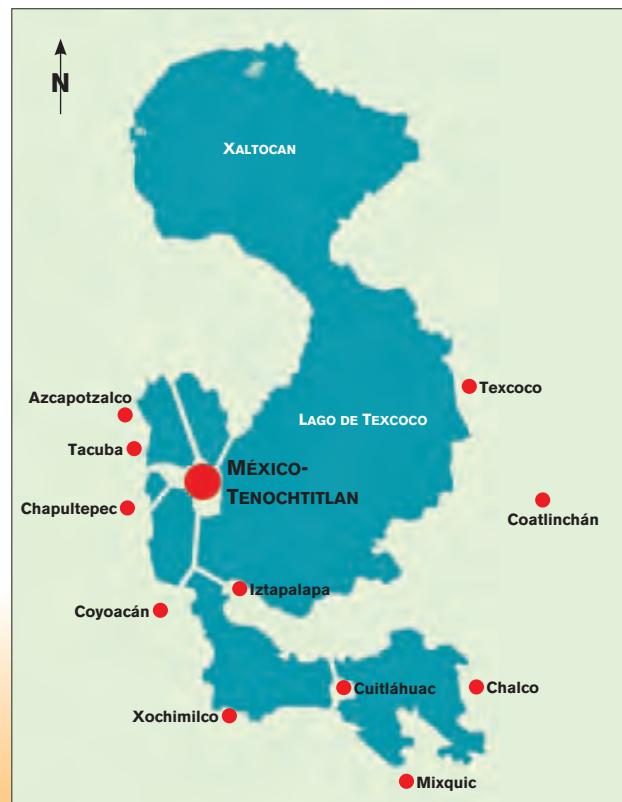 N
XALTOCAN
Azcapotzalco
Texcoco
LAGO DE TEXCOCO
Tacuba
MÉXICO-
TENOCHTITLAN
Chapultepec
Coatlinchán
Iztapalapa
Coyoacán
Cuitláhuac
Chalco
Xochimilco
Mixquic